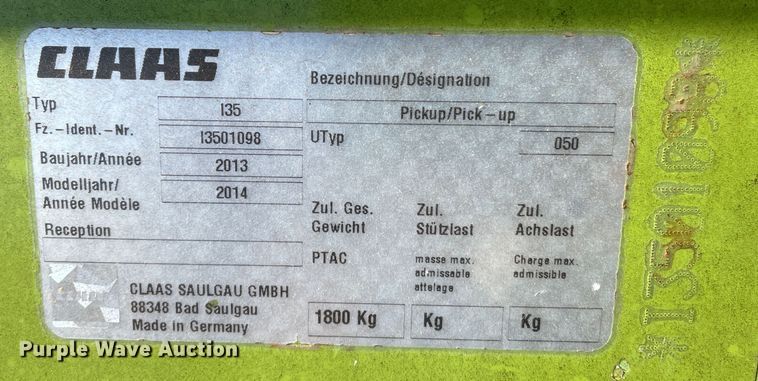 CLAAS
Bezeichnung/Désignation
Typ I35 Pickup/Pick-up
Fz.-Ident.-Nr. I3501098 UTyp 050
Baujahr/Année 2013
Modelljahr/
Année Modèle 2014
Reception
Zul. Ges.
Gewicht
PTAC
1800 Kg
Zul.
Stützlast
masse max.
admissable
attelage
Kg
Zul.
Achslast
Charge max.
admissible
Kg
CLAAS SAULGAU GMBH
88348 Bad Saulgau
Made in Germany
*I3501098*
Purple Wave Auction